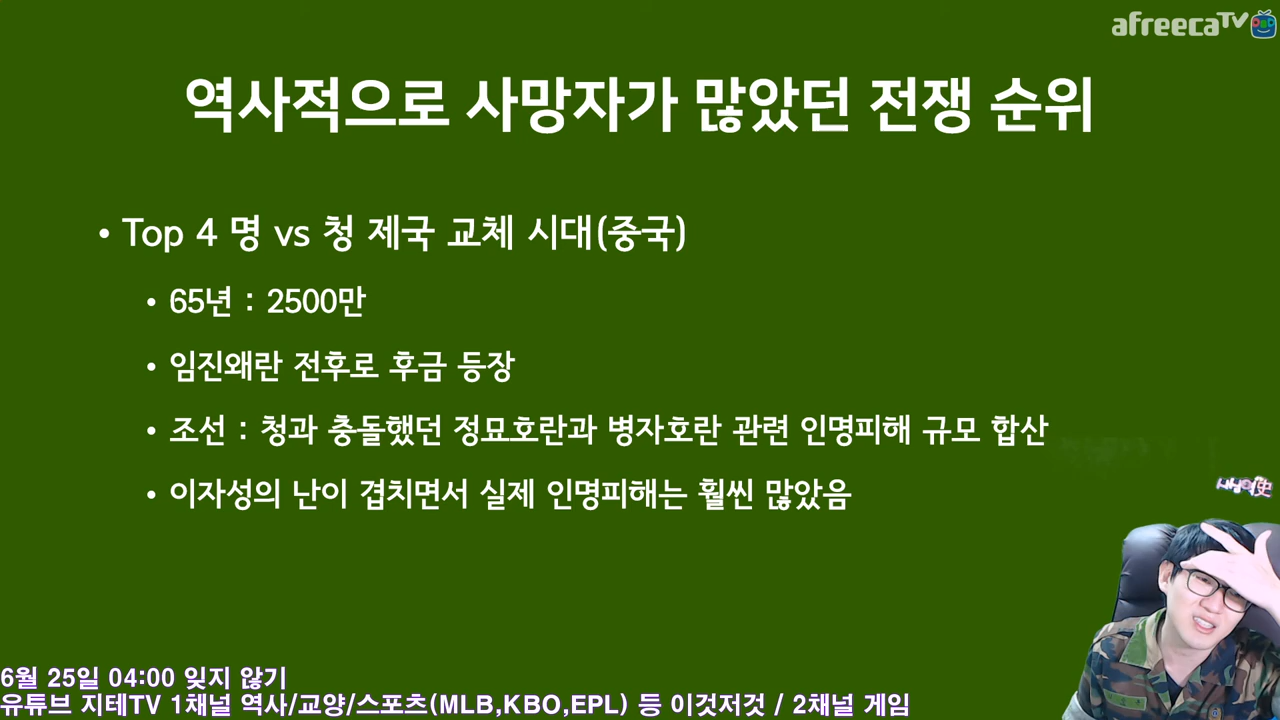 afreecaTV
역사적으로 사망자가 많았던 전쟁 순위
• Top 4 명 vs 청 제국 교체 시대(중국)
• 65년 : 2500만
• 임진왜란 전후로 후금 등장
• 조선 : 청과 충돌했던 정묘호란과 병자호란 관련 인명피해 규모 합산
• 이자성의 난이 겹치면서 실제 인명피해는 훨씬 많았음
6월 25일 04:00 잊지 않기
유튜브 지테TV 1채널 역사/교양/스포츠(MLB,KBO,EPL) 등 이것저것 / 2채널 게임